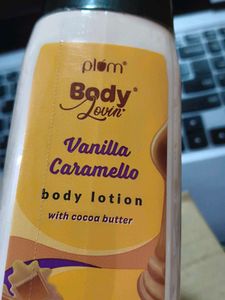 plum®
Body®
Lovin'
Vanilla
Caramello
body lotion
with cocoa butter